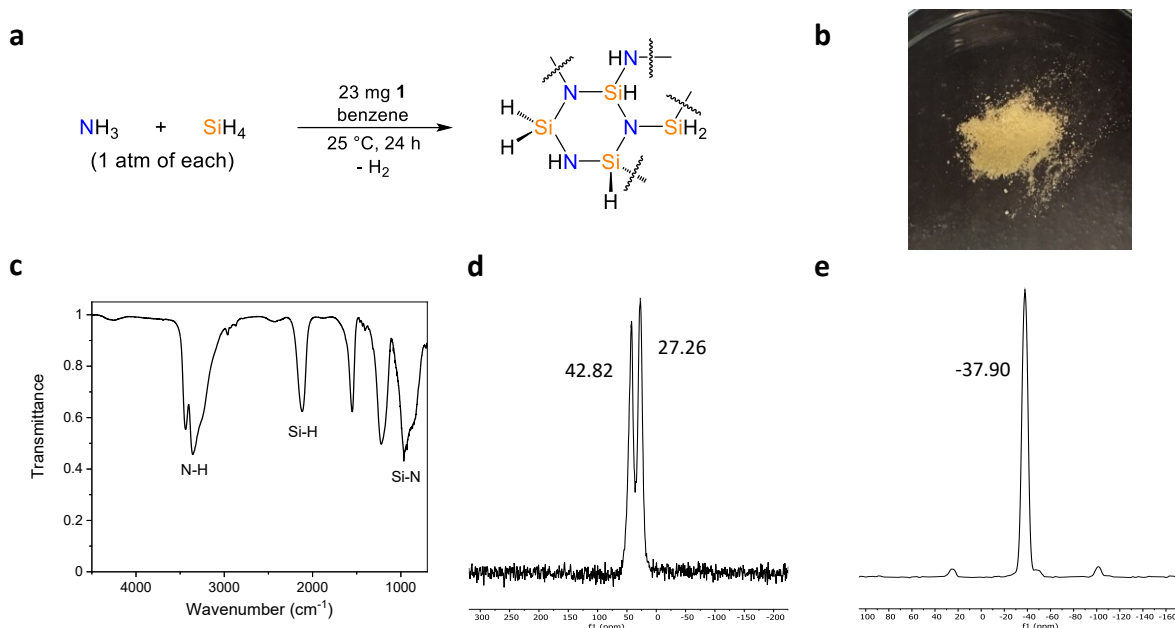 a
NH3 + SiH4
(1 atm of each)
23 mg 1
benzene
25 °C, 24 h
- H2
HN
N
SiH
H
Si
H
N
SiH2
HN
Si
H
b
c
Transmittance
1
0.8
0.6
0.4
0.2
0
N-H
Si-H
Si-N
4000 3000 2000 1000
Wavenumber (cm-1)
d
42.82
27.26
300 250 200 150 100 50 0 -50 -100 -150 -200
f1 (ppm)
e
-37.90
100 80 60 40 20 0 -20 -40 -60 -80 -100 -120 -140 -160
f1 (ppm)